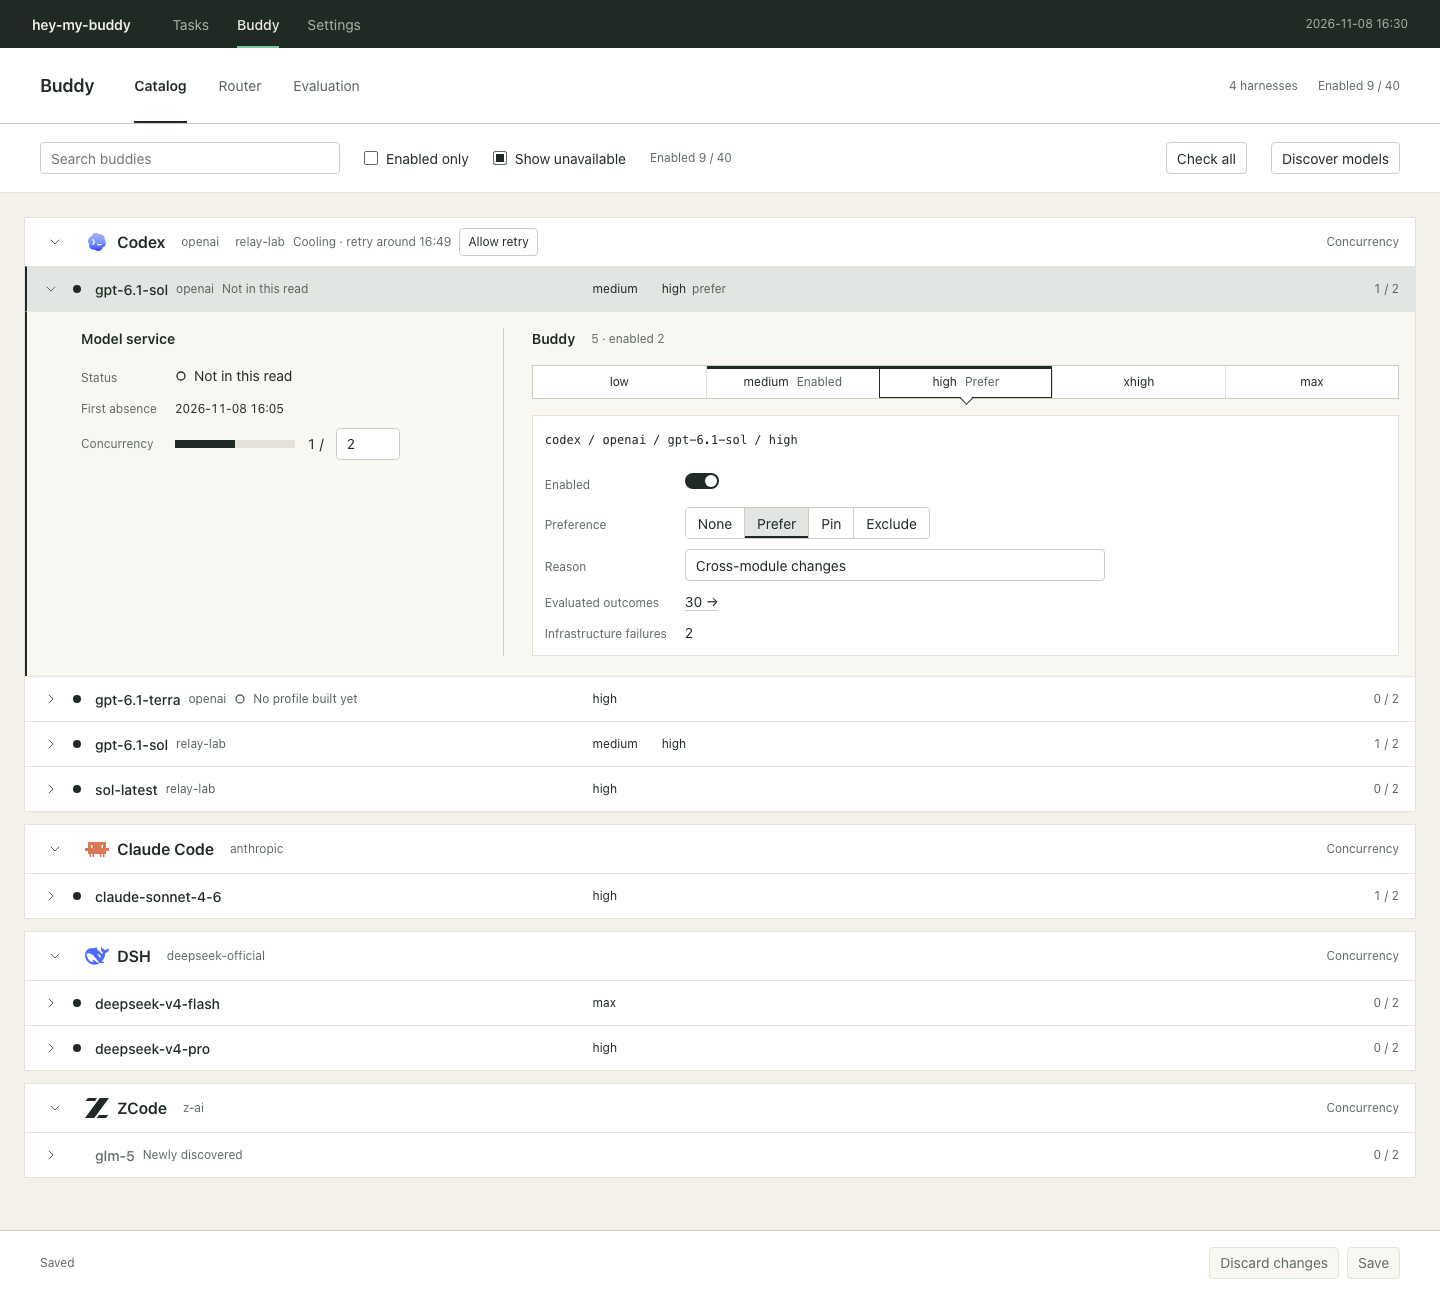 hey-my-buddy Tasks Buddy Settings 2026-11-08 16:30
Buddy Catalog Router Evaluation 4 harnesses Enabled 9 / 40
Search buddies Enabled only Show unavailable Enabled 9 / 40 Check all Discover models
Codex openai relay-lab Cooling · retry around 16:49 Allow retry Concurrency
gpt-6.1-sol openai Not in this read medium high prefer 1 / 2
Model service
Status Not in this read
First absence 2026-11-08 16:05
Concurrency 1 / 2
Buddy 5 · enabled 2
low medium Enabled high Prefer xhigh max
codex / openai / gpt-6.1-sol / high
Enabled
Preference None Prefer Pin Exclude
Reason Cross-module changes
Evaluated outcomes 30 →
Infrastructure failures 2
gpt-6.1-terra openai No profile built yet high 0 / 2
gpt-6.1-sol relay-lab medium high 1 / 2
sol-latest relay-lab high 0 / 2
Claude Code anthropic Concurrency
claude-sonnet-4-6 high 1 / 2
DSH deepseek-official Concurrency
deepseek-v4-flash max 0 / 2
deepseek-v4-pro high 0 / 2
ZCode z-ai Concurrency
glm-5 Newly discovered 0 / 2
Saved Discard changes Save